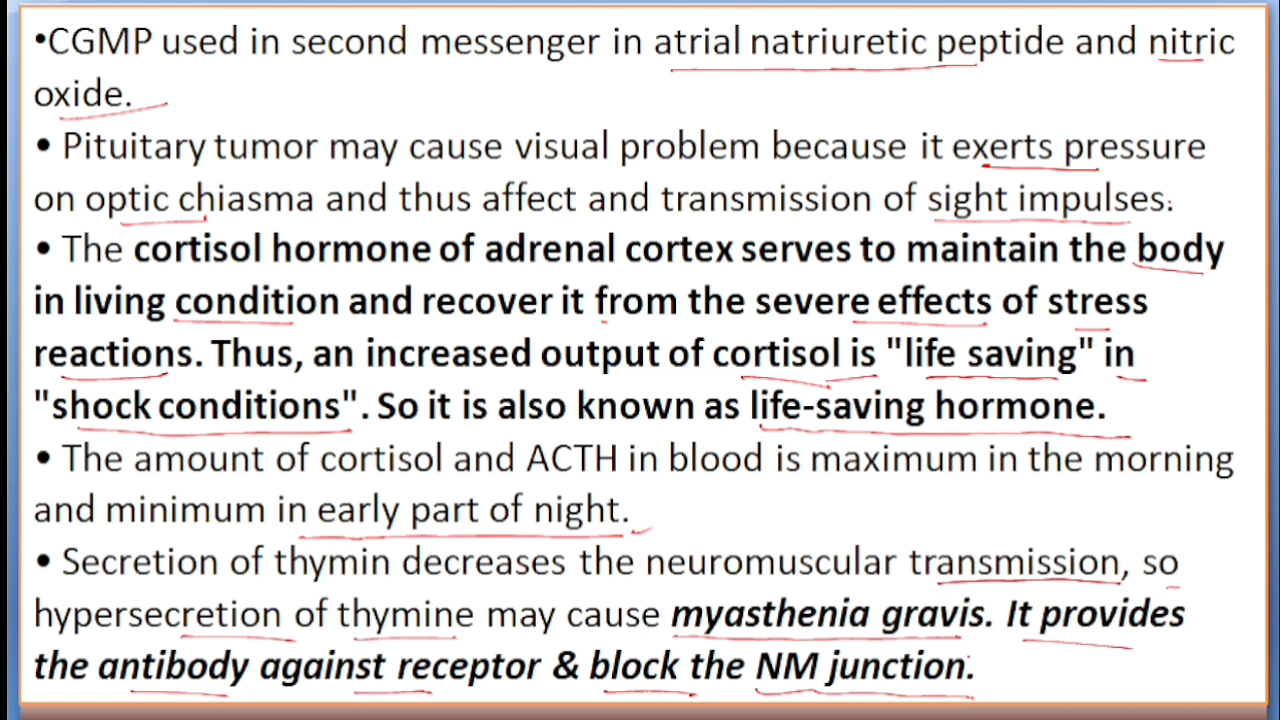 •CGMP used in second messenger in atrial natriuretic peptide and nitric
oxide.
• Pituitary tumor may cause visual problem because it exerts pressure
on optic chiasma and thus affect and transmission of sight impulses.
• The cortisol hormone of adrenal cortex serves to maintain the body
in living condition and recover it from the severe effects of stress
reactions. Thus, an increased output of cortisol is "life saving" in
"shock conditions". So it is also known as life-saving hormone.
• The amount of cortisol and ACTH in blood is maximum in the morning
and minimum in early part of night.
• Secretion of thymin decreases the neuromuscular transmission, so
hypersecretion of thymine may cause myasthenia gravis. It provides
the antibody against receptor & block the NM junction.